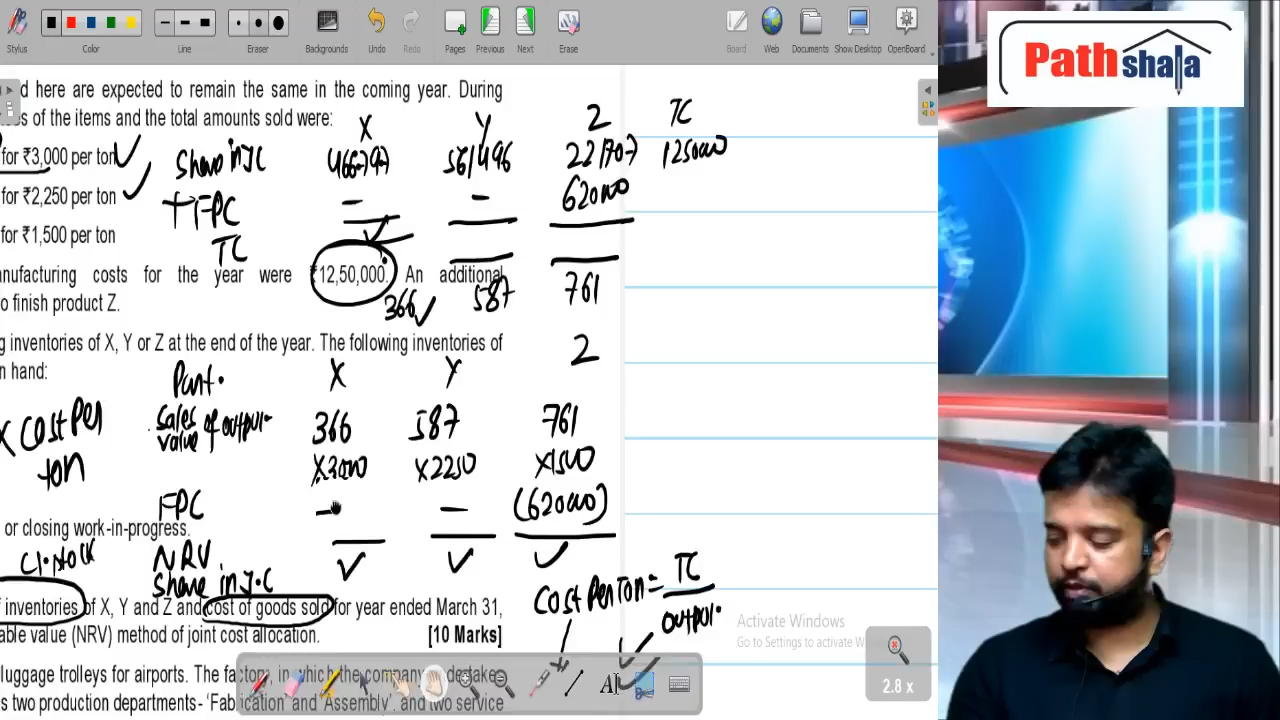 Stylus Color Line Eraser Backgrounds Undo Redo Pages Previous Next Erase Board Web Documents Show Desktop OpenBoard
Path shala
d here are expected to remain the same in the coming year. During
es of the items and the total amounts sold were:
X Y Z TC
for ₹3,000 per ton
Share in J.C 466797 561496 221707 1250000
for ₹2,250 per ton
+ FPC - - 620000
for ₹1,500 per ton
TC
nufacturing costs for the year were ₹12,50,000. An additional
o finish product Z.
366 587 761
g inventories of X, Y or Z at the end of the year. The following inventories of
n hand:
Part. X Y Z
X Cost Per ton
Sales value of output 366 587 761
X3000 X2250 X1500
FPC - - (620000)
or closing work-in-progress.
Cl. Stock
NRV
Share in J.C
Cost Per Ton = TC / output
f inventories of X, Y and Z and cost of goods sold for year ended March 31,
able value (NRV) method of joint cost allocation. [10 Marks]
luggage trolleys for airports. The factory, in which the company undertakes
s two production departments- 'Fabrication' and 'Assembly', and two service
Activate Windows
Go to Settings to activate W
2.8 x